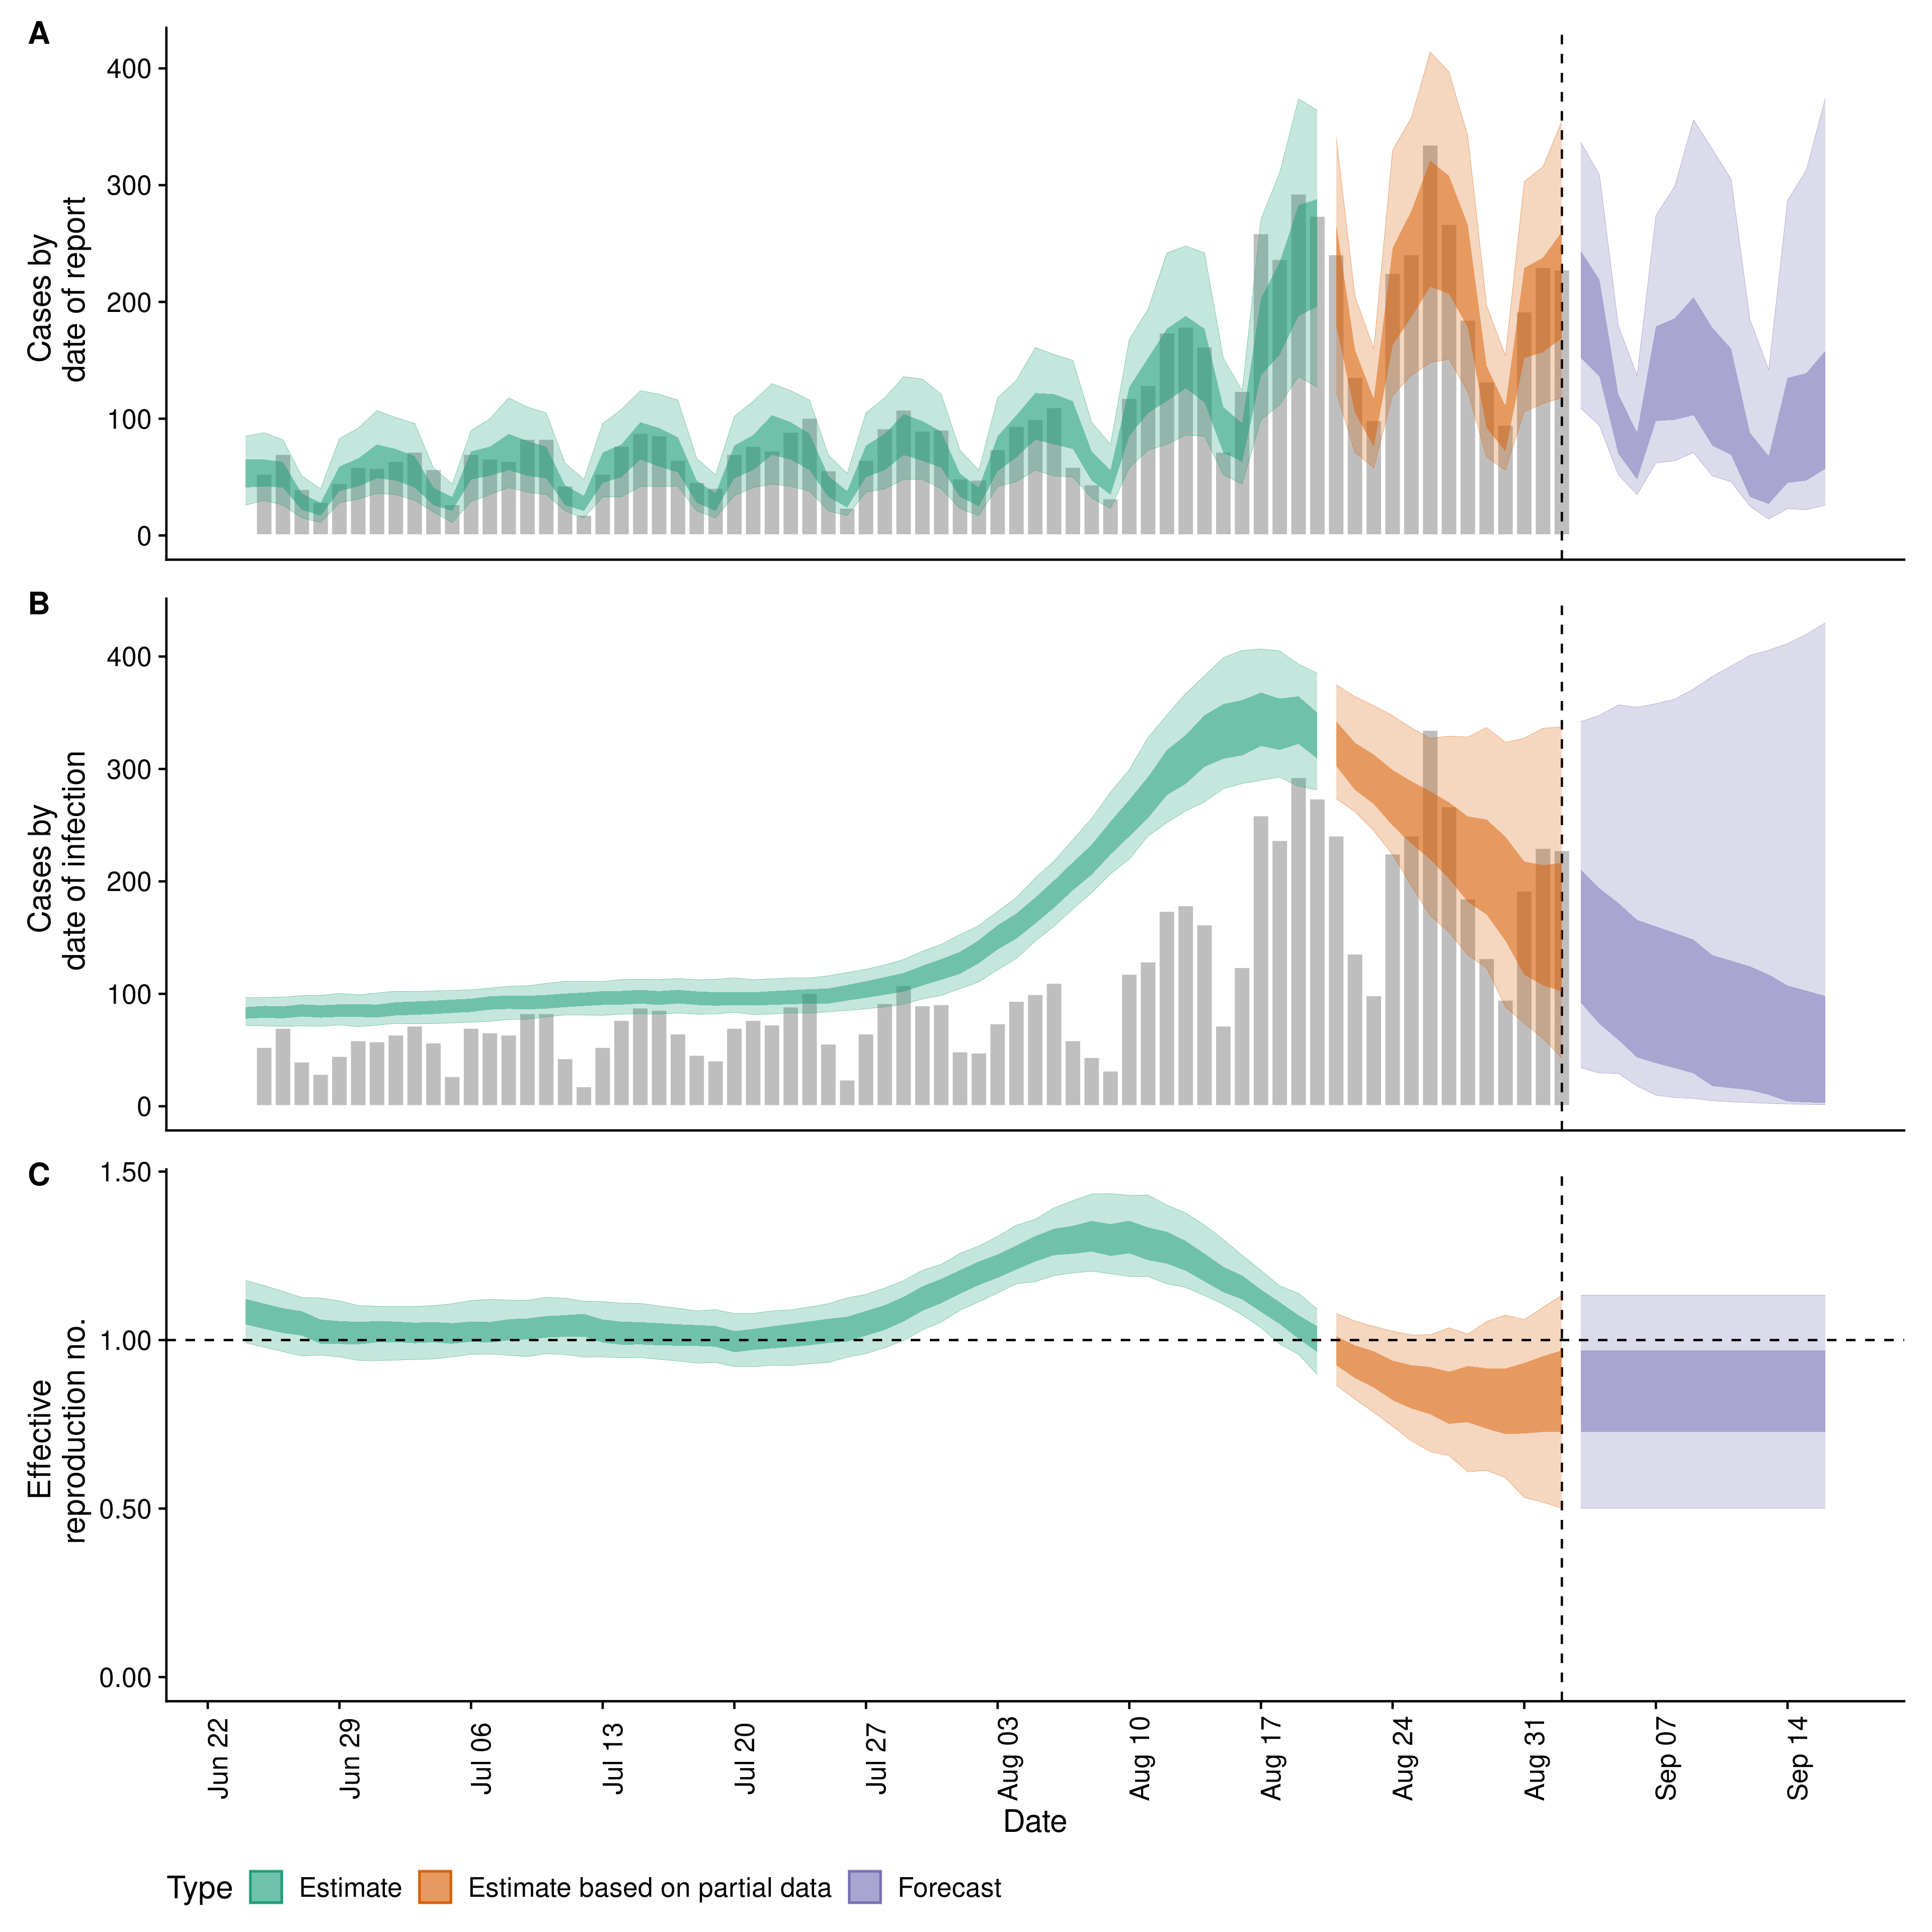 A
400
300
200
100
0
Cases by
date of report
B
400
300
200
100
0
Cases by
date of infection
C
1.50
1.00
0.50
0.00
Effective
reproduction no.
Jun 22
Jun 29
Jul 06
Jul 13
Jul 20
Jul 27
Aug 03
Aug 10
Aug 17
Aug 24
Aug 31
Sep 07
Sep 14
Date
Type Estimate Estimate based on partial data Forecast